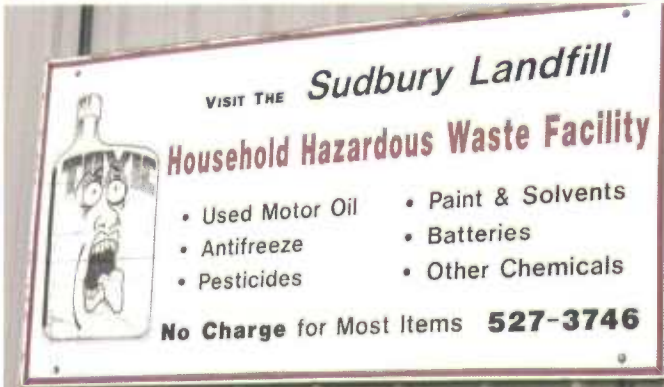 VISIT THE Sudbury Landfill
Household Hazardous Waste Facility
• Used Motor Oil
• Antifreeze
• Pesticides
• Paint & Solvents
• Batteries
• Other Chemicals
No Charge for Most Items 527-3746